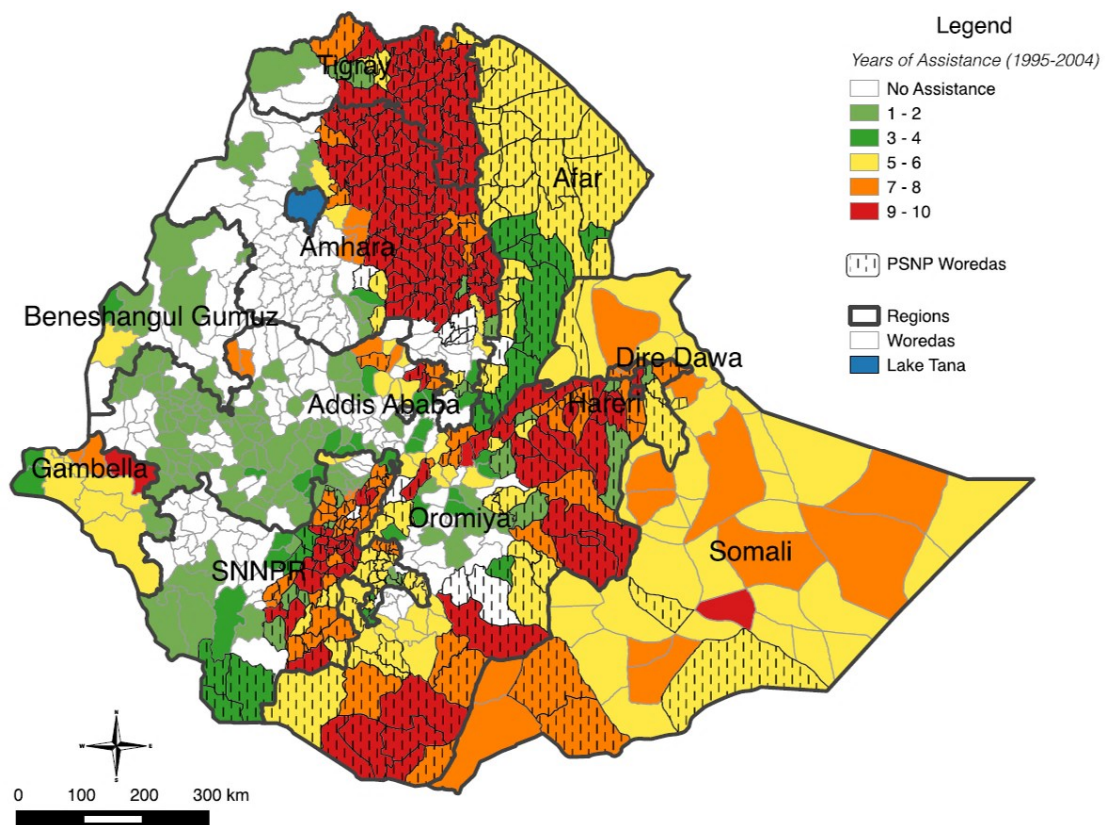 Legend
Years of Assistance (1995-2004)
No Assistance
1 - 2
3 - 4
5 - 6
7 - 8
9 - 10
PSNP Woredas
Regions
Woredas
Lake Tana
Tigray
Afar
Amhara
Beneshangul Gumuz
Dire Dawa
Addis Ababa
Hareri
Gambella
Oromiya
Somali
SNNPR
N
W
E
S
0 100 200 300 km